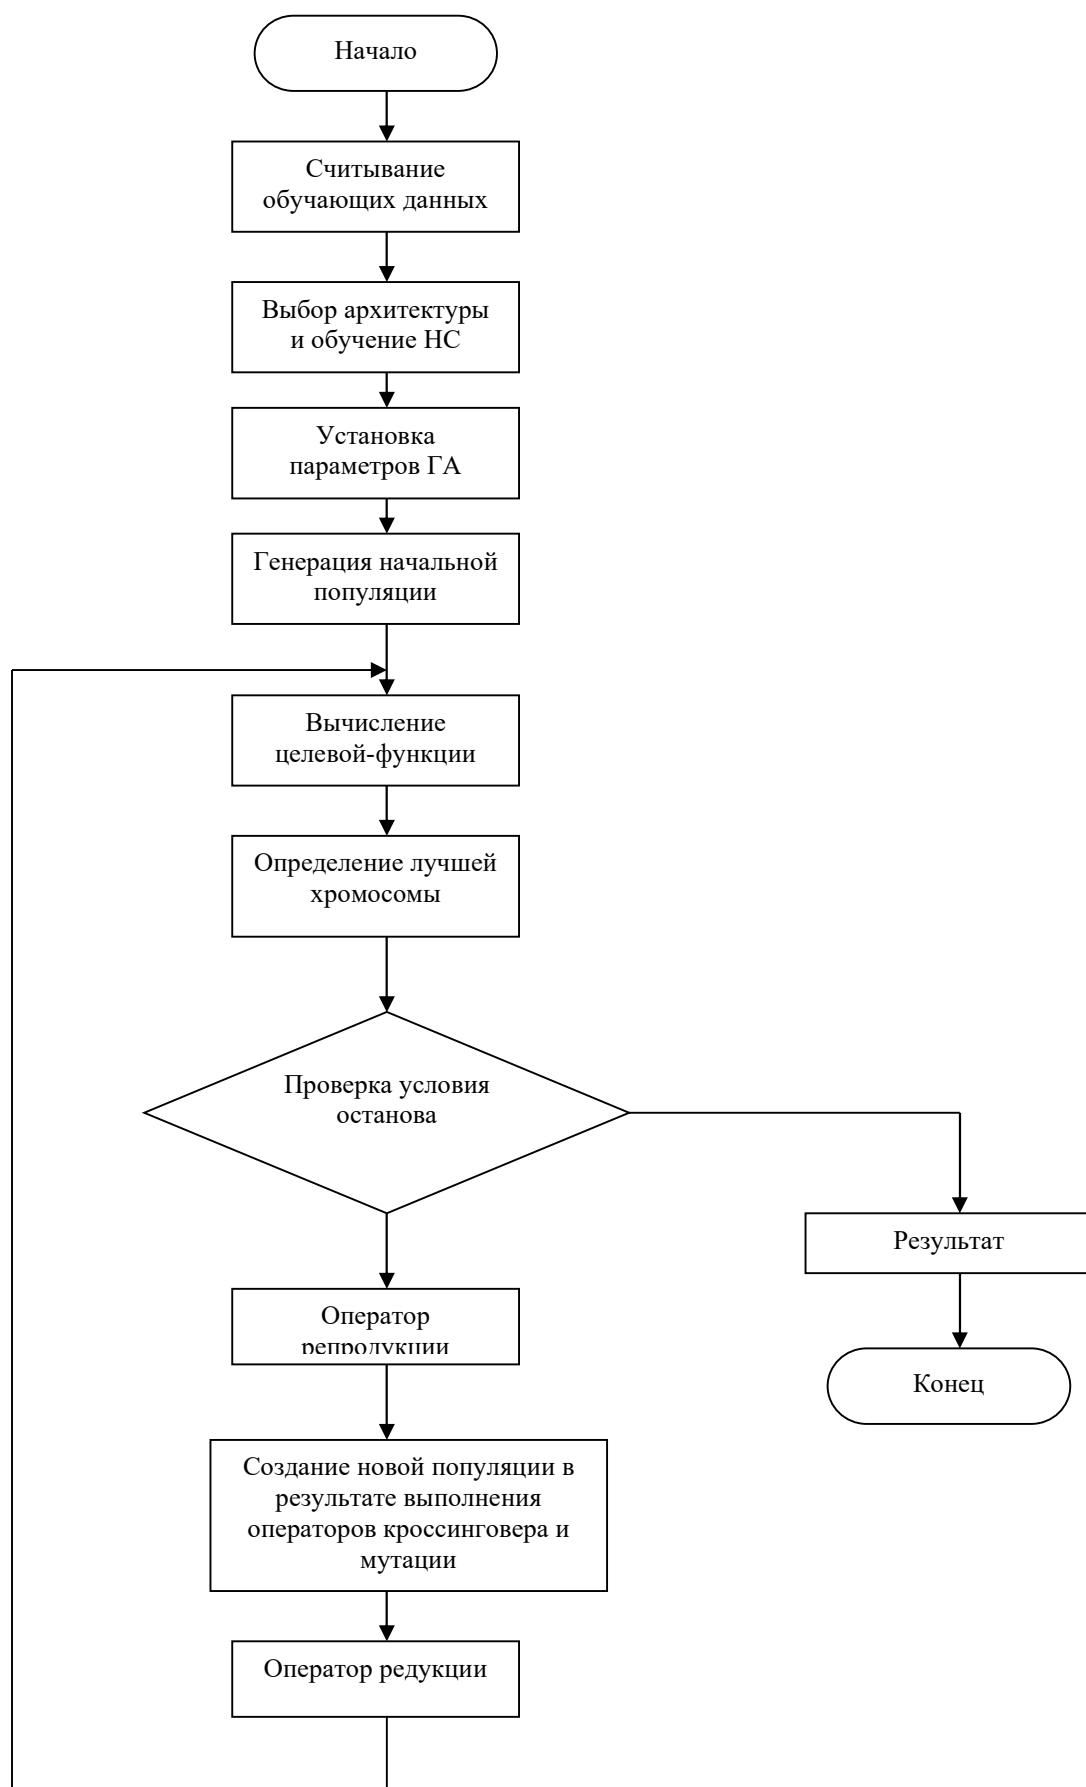 Начало
Считывание
обучающих данных
Выбор архитектуры
и обучение НС
Установка
параметров ГА
Генерация начальной
популяции
Вычисление
целевой-функции
Определение лучшей
хромосомы
Проверка условия
останова
Результат
Оператор
репродукции
Конец
Создание новой популяции в
результате выполнения
операторов кроссинговера и
мутации
Оператор редукции